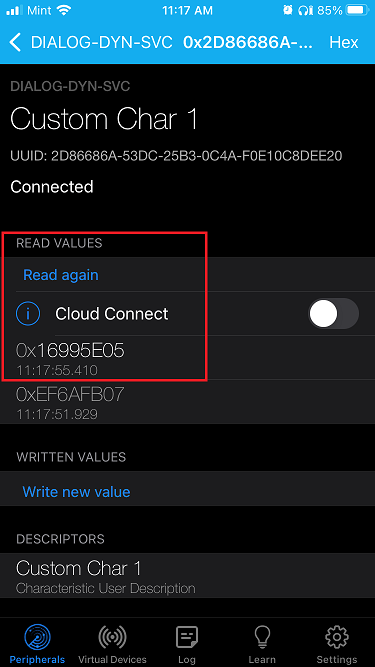 Mint 11:17 AM 85%
DIALOG-DYN-SVC 0x2D86686A-... Hex
DIALOG-DYN-SVC
Custom Char 1
UUID: 2D86686A-53DC-25B3-0C4A-F0E10C8DEE20
Connected
READ VALUES
Read again
i Cloud Connect
0x16995E05
11:17:55.410
0xEF6AFB07
11:17:51.929
WRITTEN VALUES
Write new value
DESCRIPTORS
Custom Char 1
Characteristic User Description
Peripherals Virtual Devices Log Learn Settings